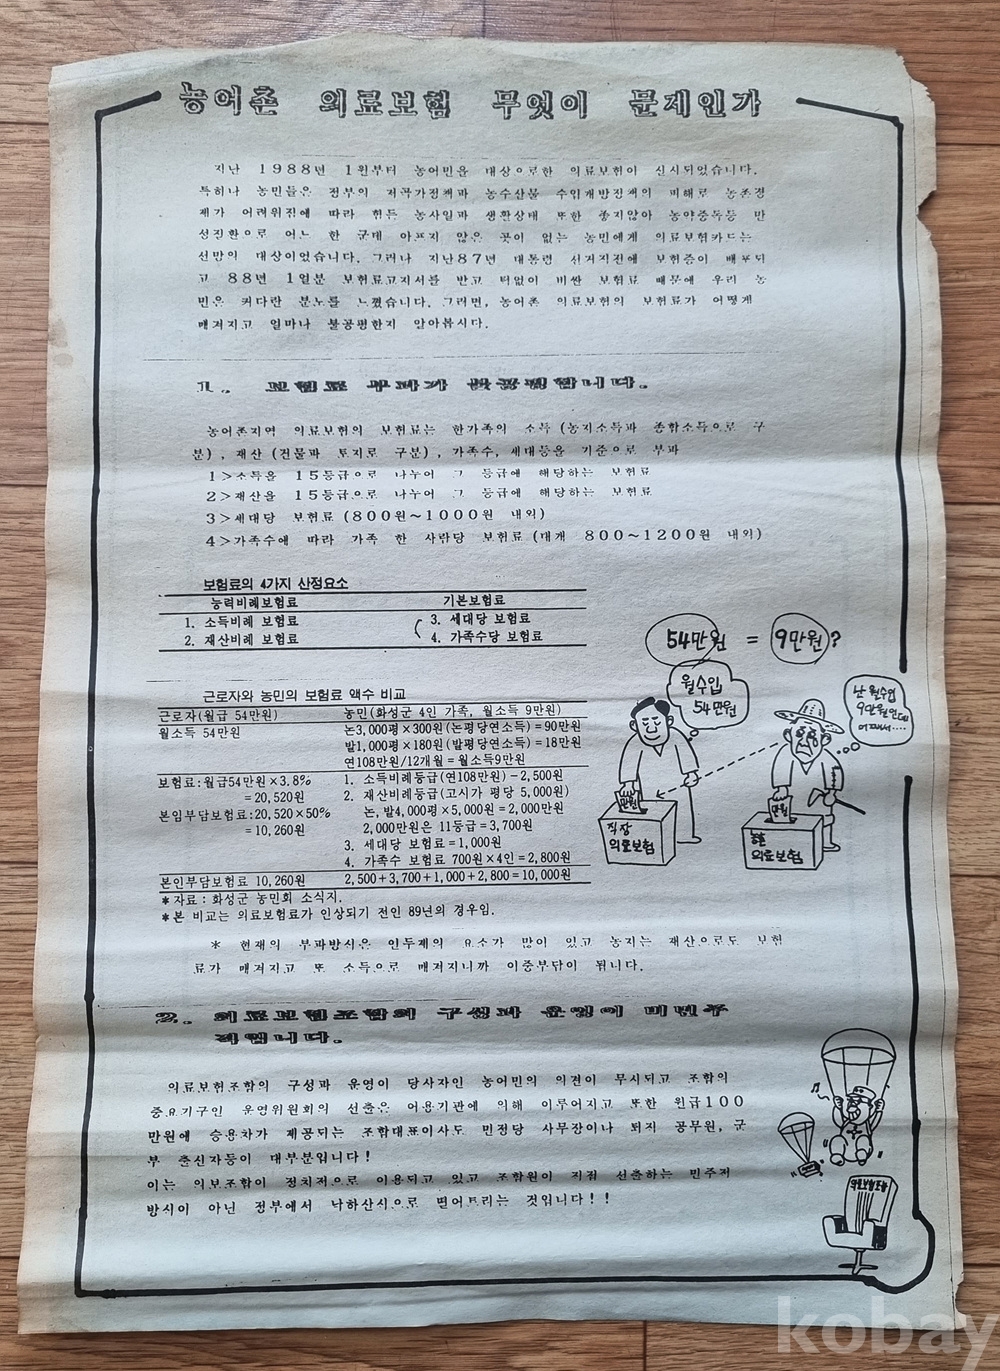 농어촌 의료보험 무엇이 문제인가
지난 1988년 1월부터 농어민을 대상으로한 의료보험이 실시되었습니다.
특히나 농민들은 정부의 저곡가정책과 농수산물 수입개방정책의 피해로 농촌경
제가 어려워짐에 따라 힘든 농사일과 생활상태 또한 좋지않아 농약중독등 만
성질환으로 어느 한 군데 아프지 않은 곳이 없는 농민에게 의료보험카드는
선망의 대상이었습니다. 그러나 지난87년 대통령 선거직전에 보험증이 배부되
고 88년 1월분 보험료고지서를 받고 턱없이 비싼 보험료 때문에 우리 농
민은 커다란 분노를 느꼈습니다. 그러면, 농어촌 의료보험의 보험료가 어떻게
매겨지고 얼마나 불공평한지 알아봅시다.
1. 보험료 부과가 불공평합니다.
농어촌지역 의료보험의 보험료는 한가족의 소득(농지소득과 종합소득으로 구
분), 재산(건물과 토지로 구분), 가족수, 세대등을 기준으로 부과
1>소득을 15등급으로 나누어 그 등급에 해당하는 보험료
2>재산을 15등급으로 나누어 그 등급에 해당하는 보험료
3>세대당 보험료(800원~1000원 내외)
4>가족수에 따라 가족 한 사람당 보험료(대개 800~1200원 내외)
보험료의 4가지 산정요소
능력비례보험료 기본보험료
1. 소득비례 보험료 3. 세대당 보험료
2. 재산비례 보험료 4. 가족수당 보험료
54만원 = 9만원?
월수입
54만원
난 월수입
9만원인데
근로자와 농민의 보험료 액수 비교
근로자(월급 54만원) 농민(화성군 4인 가족, 월소득 9만원)
월소득 54만원 논3,000평×300원(논평당연소득)=90만원
밭1,000평×180원(밭평당연소득)=18만원
연108만원/12개월=월소득9만원
보험료:월급54만원×3.8% 1. 소득비례등급(연108만원)-2,500원
=20,520원 2. 재산비례등급(고시가 평당 5,000원)
본임부담보험료:20,520×50% 논, 밭4,000평×5,000원=2,000만원
=10,260원 2,000만원은 11등급=3,700원
3. 세대당 보험료=1,000원
4. 가족수 보험료 700원×4인=2,800원
본인부담보험료 10,260원 2,500+3,700+1,000+2,800=10,000원
만원
직장
의료보험
만원
의료보험
*자료:화성군 농민회 소식지.
*본 비교는 의료보험료가 인상되기 전인 89년의 경우임.
* 현재의 부과방식은 인두제의 요소가 많이 있고 농지는 재산으로도 보험
료가 매겨지고 또 소득으로 매겨지니까 이중부담이 됩니다.
2. 의료보험조합의 구성과 운영이 비민주
적입니다.
의료보험조합의 구성과 운영이 당사자인 농어민의 의견이 무시되고 조합의
중요기구인 운영위원회의 선출은 어용기관에 의해 이루어지고 또한 월급100
만원에 승용차가 제공되는 조합대표이사도 민정당 사무장이나 퇴직 공무원, 군
부 출신자등이 대부분입니다!
이는 의보조합이 정치적으로 이용되고 있고 조합원이 직접 선출하는 민주적
방식이 아닌 정부에서 낙하산식으로 떨어트리는 것입니다!!
의료보험조합
kobay